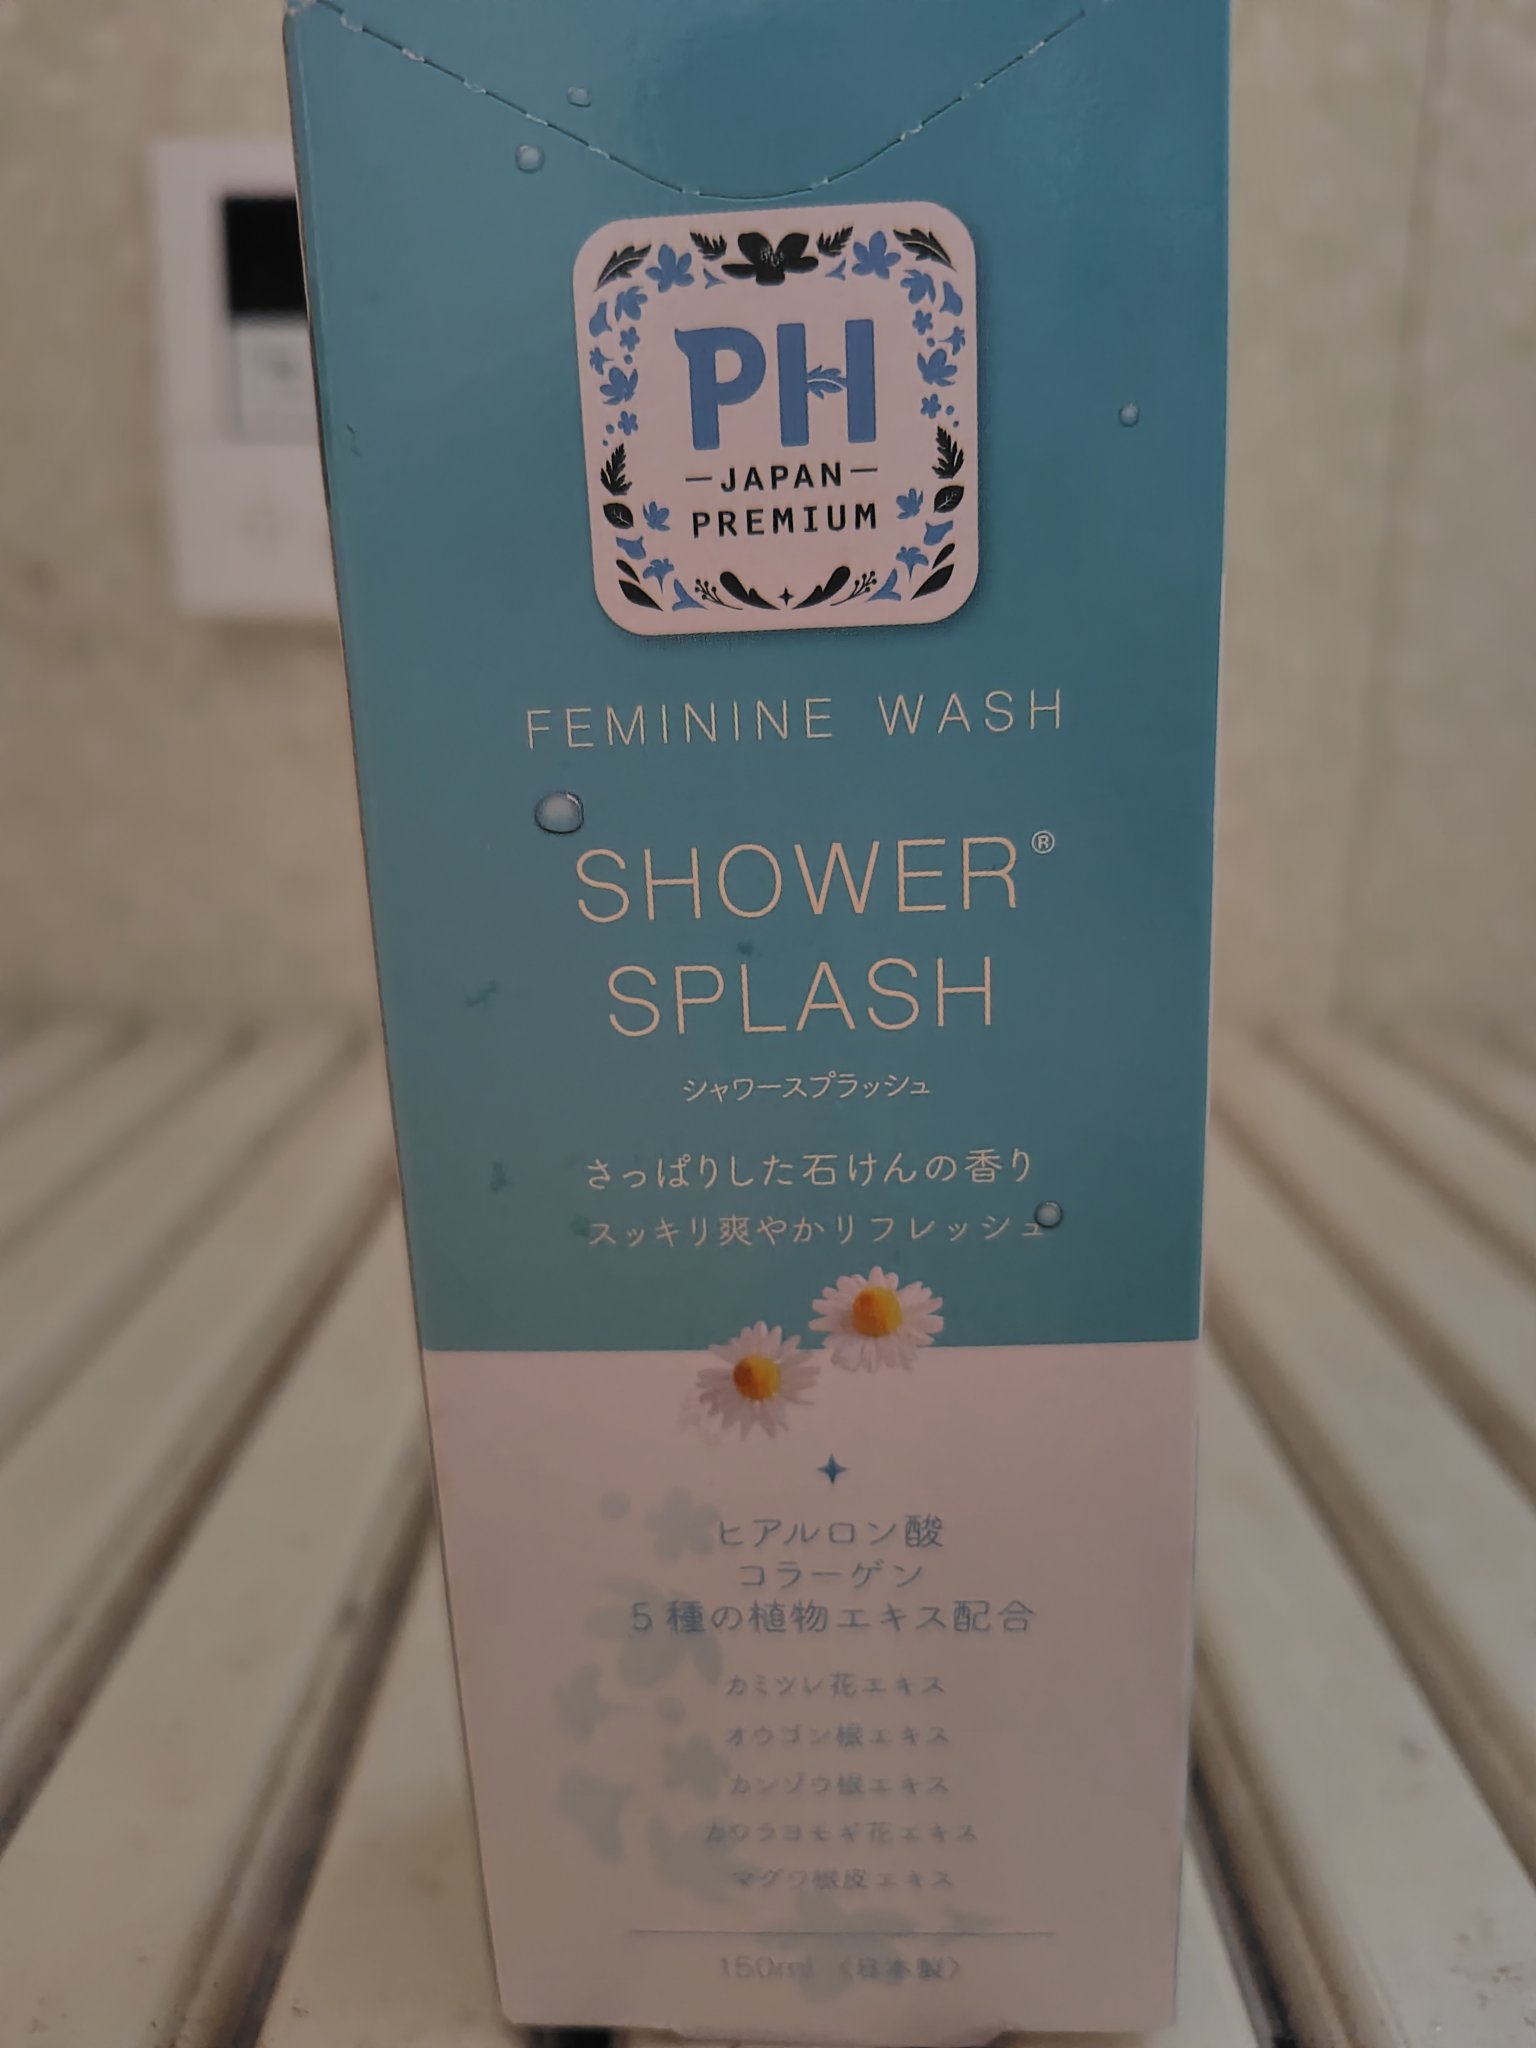 PH
JAPAN
PREMIUM
FEMININE WASH
SHOWER®
SPLASH
シャワースプラッシュ
さっぱりした石けんの香り
スッキリ爽やかリフレッシュ
ヒアルロン酸
コラーゲン
5種の植物エキス配合
カミツレ花エキス
オウゴン根エキス
カンゾウ根エキス
カワラヨモギ花エキス
マグワ根皮エキス
150ml 〈日本製〉